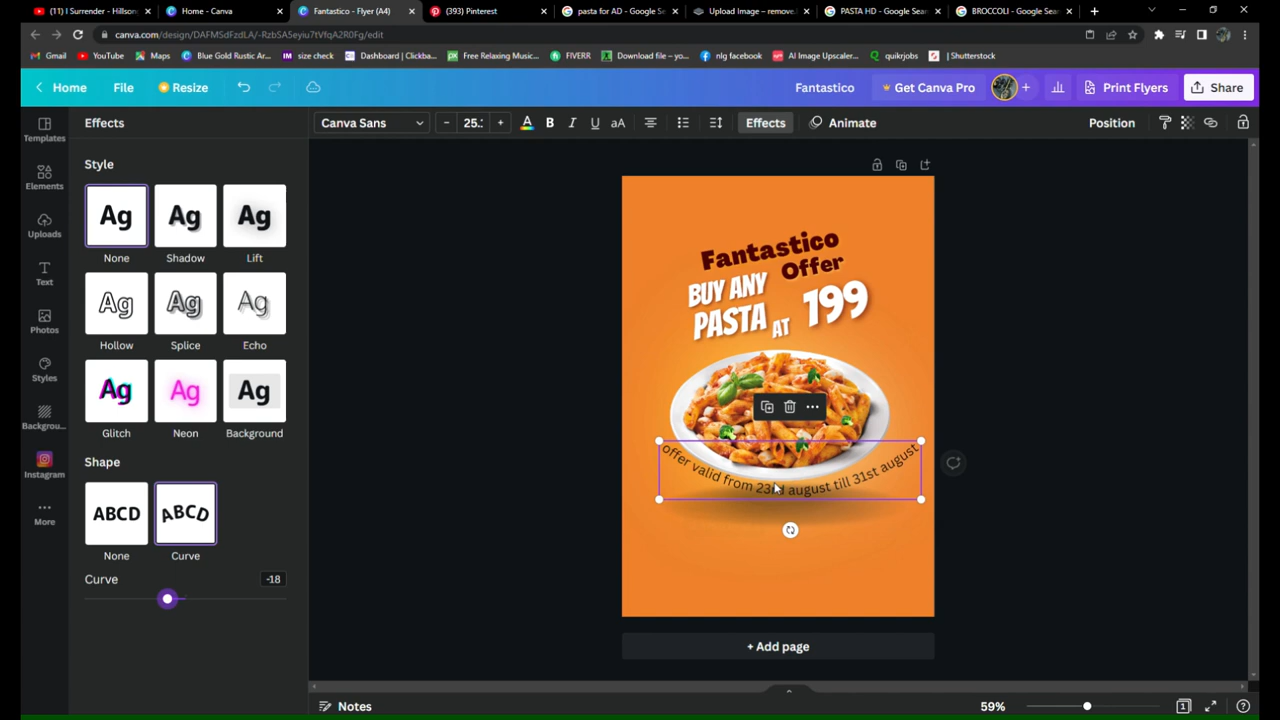 (11) I Surrender - Hillson
Home - Canva
Fantastico - Flyer (A4)
(393) Pinterest
pasta for AD - Google Se
Upload Image – remove.
PASTA HD - Google Sear
BROCCOLI - Google Sea
canva.com/design/DAFMSdFzdLA/-RzbSA5eyiu7tVfqA2R0Fg/edit
Gmail
YouTube
Maps
Blue Gold Rustic Ar...
size check
Dashboard | Clickba...
Free Relaxing Music...
FIVERR
Download file – yo...
nlg facebook
AI Image Upscaler...
quikrjobs
| Shutterstock
Home
File
Resize
Fantastico
Get Canva Pro
Print Flyers
Share
Templates
Elements
Uploads
Text
Photos
Styles
Backgrou...
Instagram
More
Effects
Style
Ag Ag Ag
None Shadow Lift
Ag Ag Ag
Hollow Splice Echo
Ag Ag Ag
Glitch Neon Background
Shape
ABCD ABCD
None Curve
Curve -18
Canva Sans
- 25.: +
A B I U aA
Effects
Animate
Position
Fantastico
Offer
BUY ANY
PASTA AT 199
offer valid from 23rd august till 31st august
+ Add page
Notes
59%
1